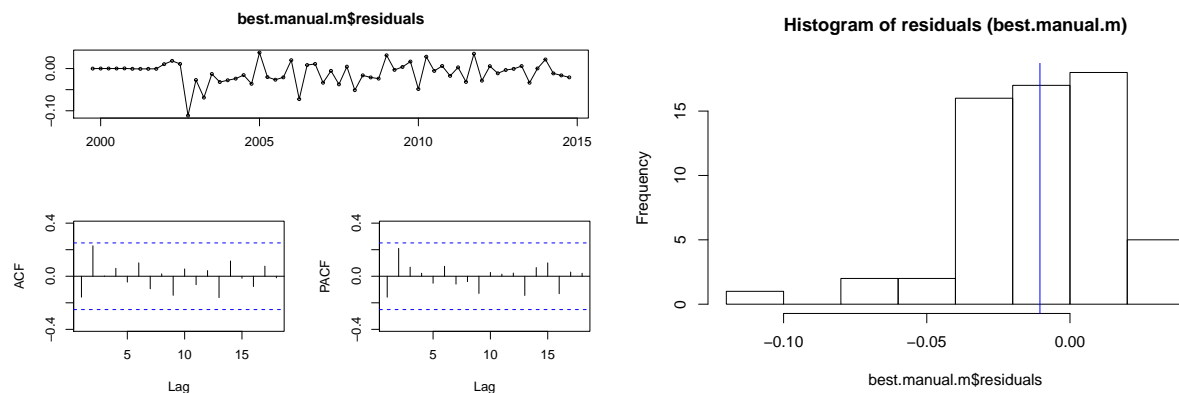 best.manual.m$residuals
0.00
−0.10
2000 2005 2010 2015
ACF
0.4
0.0
−0.4
5 10 15
Lag
PACF
0.4
0.0
−0.4
5 10 15
Lag
Histogram of residuals (best.manual.m)
Frequency
15
10
5
0
−0.10 −0.05 0.00
best.manual.m$residuals